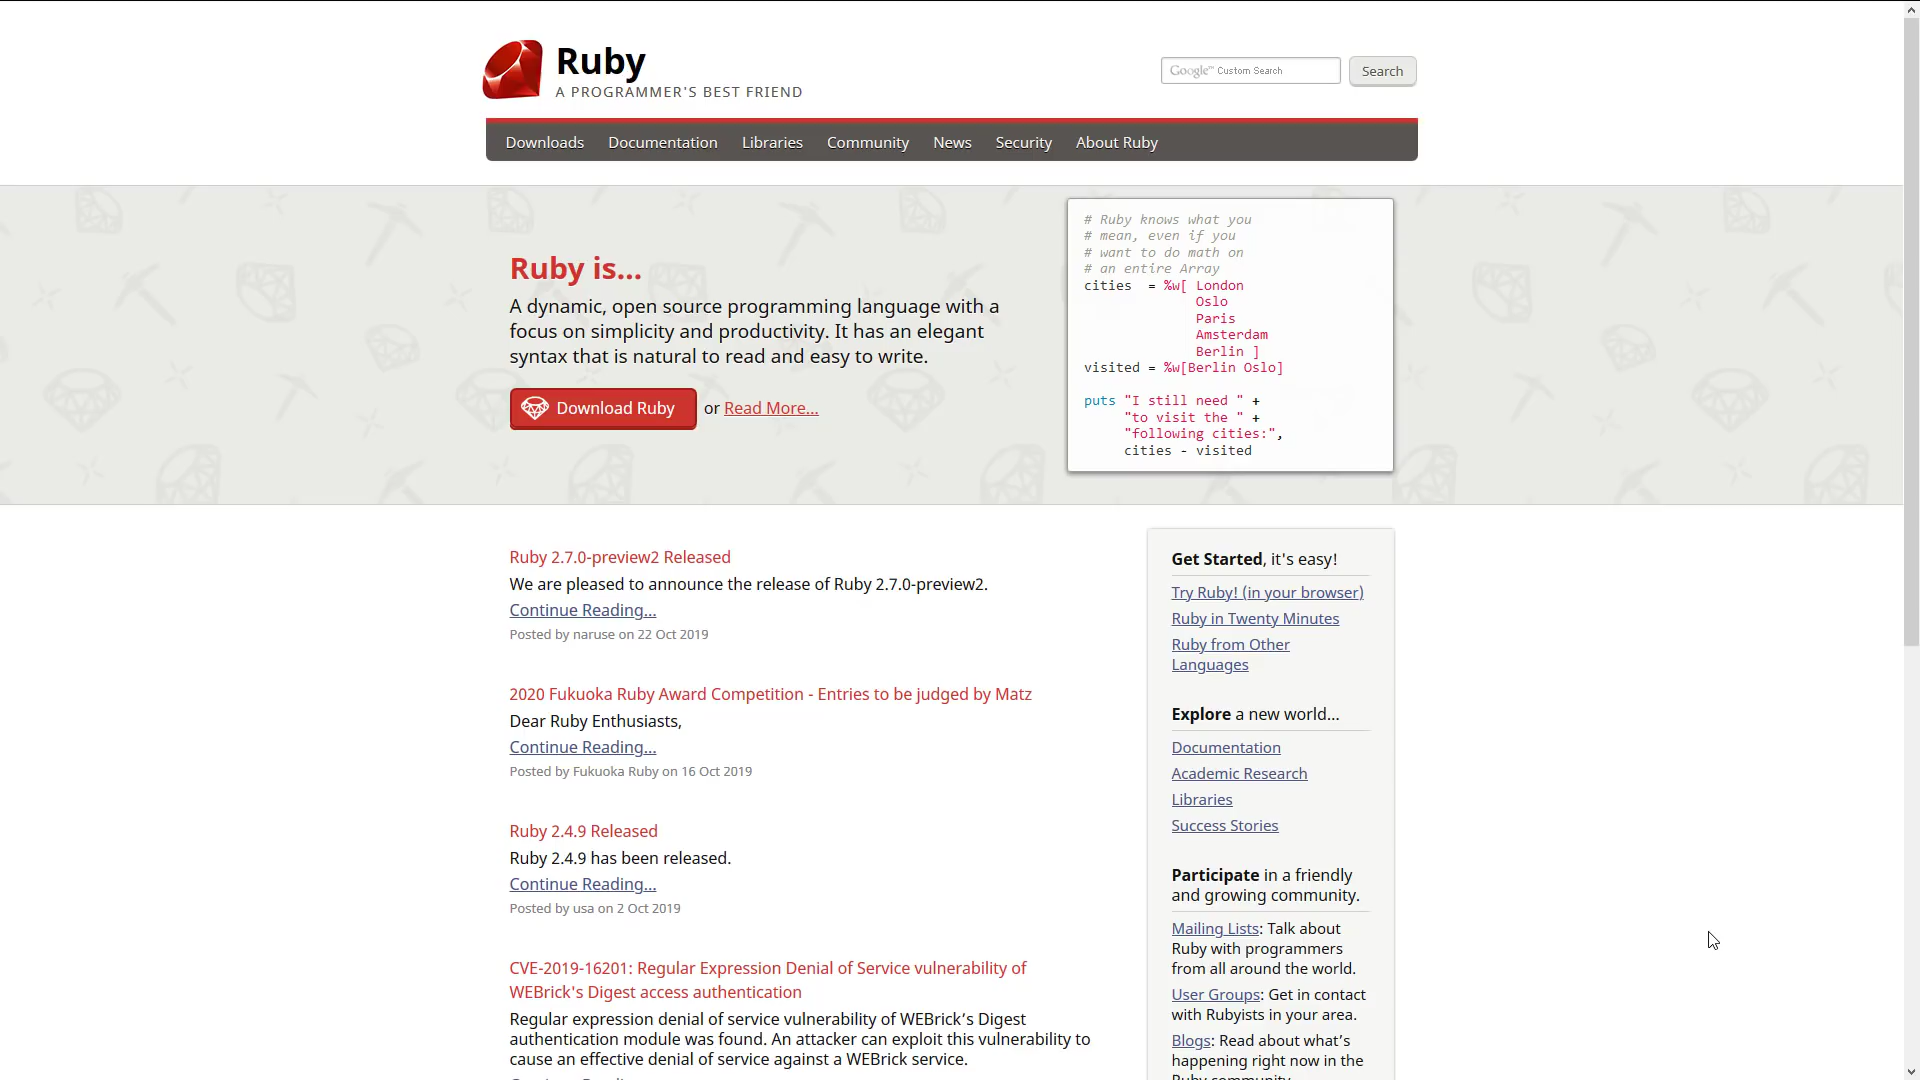 Ruby
A PROGRAMMER'S BEST FRIEND
Google™ Custom Search
Search
Downloads Documentation Libraries Community News Security About Ruby
Ruby is...
A dynamic, open source programming language with a
focus on simplicity and productivity. It has an elegant
syntax that is natural to read and easy to write.
Download Ruby or Read More...
# Ruby knows what you
# mean, even if you
# want to do math on
# an entire Array
cities  = %w[ London
              Oslo
              Paris
              Amsterdam
              Berlin ]
visited = %w[Berlin Oslo]
puts "I still need " +
     "to visit the " +
     "following cities:",
     cities - visited
Ruby 2.7.0-preview2 Released
We are pleased to announce the release of Ruby 2.7.0-preview2.
Continue Reading...
Posted by naruse on 22 Oct 2019
2020 Fukuoka Ruby Award Competition - Entries to be judged by Matz
Dear Ruby Enthusiasts,
Continue Reading...
Posted by Fukuoka Ruby on 16 Oct 2019
Ruby 2.4.9 Released
Ruby 2.4.9 has been released.
Continue Reading...
Posted by usa on 2 Oct 2019
CVE-2019-16201: Regular Expression Denial of Service vulnerability of
WEBrick's Digest access authentication
Regular expression denial of service vulnerability of WEBrick’s Digest
authentication module was found. An attacker can exploit this vulnerability to
cause an effective denial of service against a WEBrick service.
Get Started, it's easy!
Try Ruby! (in your browser)
Ruby in Twenty Minutes
Ruby from Other
Languages
Explore a new world...
Documentation
Academic Research
Libraries
Success Stories
Participate in a friendly
and growing community.
Mailing Lists: Talk about
Ruby with programmers
from all around the world.
User Groups: Get in contact
with Rubyists in your area.
Blogs: Read about what’s
happening right now in the
Ruby community.